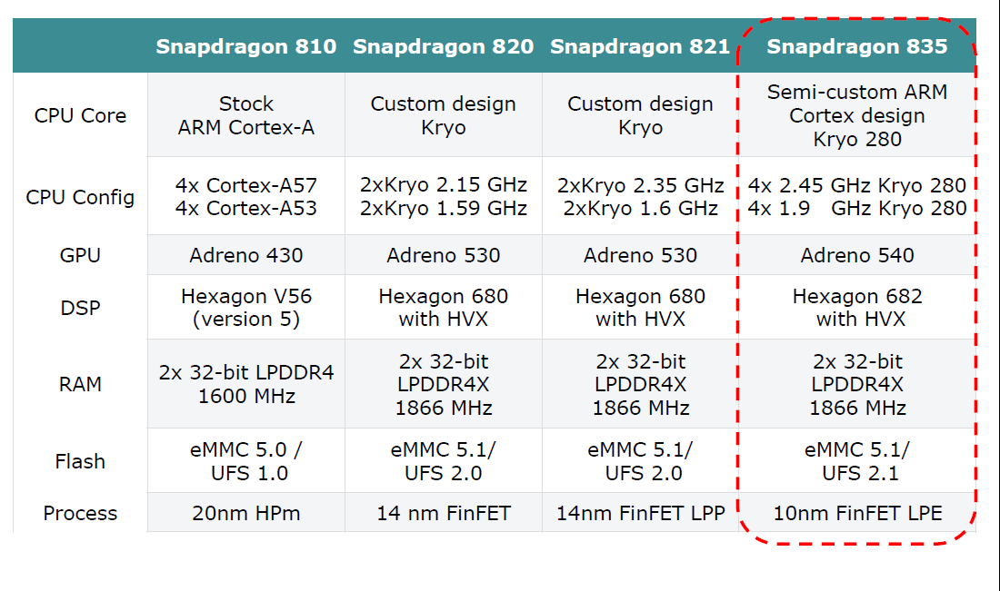 Snapdragon 810 Snapdragon 820 Snapdragon 821 Snapdragon 835
CPU Core
Stock
ARM Cortex-A
Custom design
Kryo
Custom design
Kryo
Semi-custom ARM
Cortex design
Kryo 280
CPU Config
4x Cortex-A57
4x Cortex-A53
2xKryo 2.15 GHz
2xKryo 1.59 GHz
2xKryo 2.35 GHz
2xKryo 1.6 GHz
4x 2.45 GHz Kryo 280
4x 1.9 GHz Kryo 280
GPU
Adreno 430
Adreno 530
Adreno 530
Adreno 540
DSP
Hexagon V56
(version 5)
Hexagon 680
with HVX
Hexagon 680
with HVX
Hexagon 682
with HVX
RAM
2x 32-bit LPDDR4
1600 MHz
2x 32-bit
LPDDR4X
1866 MHz
2x 32-bit
LPDDR4X
1866 MHz
2x 32-bit
LPDDR4X
1866 MHz
Flash
eMMC 5.0 /
UFS 1.0
eMMC 5.1/
UFS 2.0
eMMC 5.1/
UFS 2.0
eMMC 5.1/
UFS 2.1
Process
20nm HPm
14 nm FinFET
14nm FinFET LPP
10nm FinFET LPE